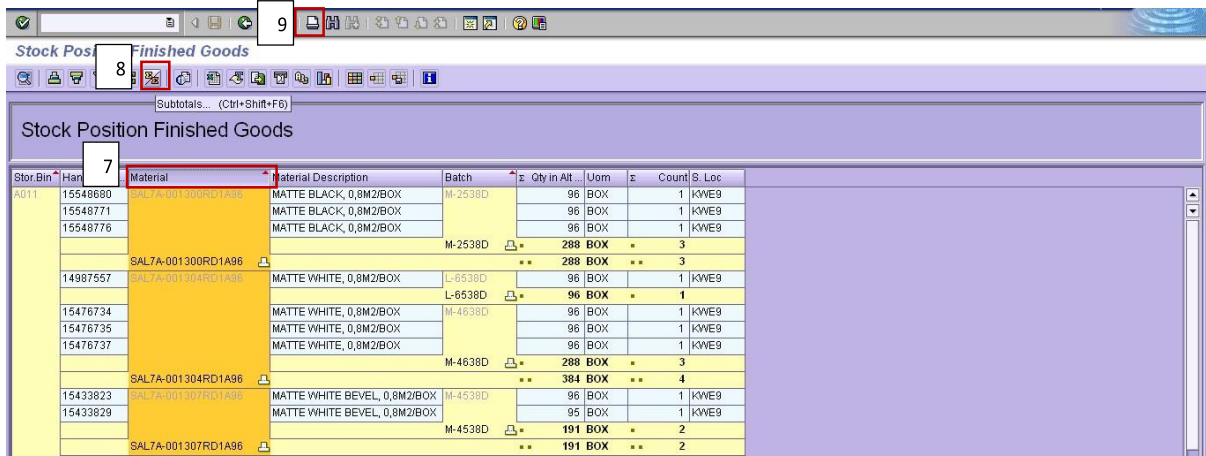 9
Stock Posi Finished Goods
8
Subtotals... (Ctrl+Shift+F6)
Stock Position Finished Goods
7
Stor.Bin Han .. Material Material Description Batch Σ Qty in Alt ... Uom Σ Count S. Loc
A011 15548680 SAL7A-001300RD1A96 MATTE BLACK, 0,8M2/BOX M-2538D 96 BOX 1 KWE9
15548771 MATTE BLACK, 0,8M2/BOX 96 BOX 1 KWE9
15548776 MATTE BLACK, 0,8M2/BOX 96 BOX 1 KWE9
M-2538D 288 BOX 3
SAL7A-001300RD1A96 288 BOX 3
14987557 SAL7A-001304RD1A96 MATTE WHITE, 0,8M2/BOX L-6538D 96 BOX 1 KWE9
L-6538D 96 BOX 1
15476734 MATTE WHITE, 0,8M2/BOX M-4638D 96 BOX 1 KWE9
15476735 MATTE WHITE, 0,8M2/BOX 96 BOX 1 KWE9
15476737 MATTE WHITE, 0,8M2/BOX 96 BOX 1 KWE9
M-4638D 288 BOX 3
SAL7A-001304RD1A96 384 BOX 4
15433823 SAL7A-001307RD1A96 MATTE WHITE BEVEL, 0,8M2/BOX M-4538D 96 BOX 1 KWE9
15433829 MATTE WHITE BEVEL, 0,8M2/BOX 95 BOX 1 KWE9
M-4538D 191 BOX 2
SAL7A-001307RD1A96 191 BOX 2